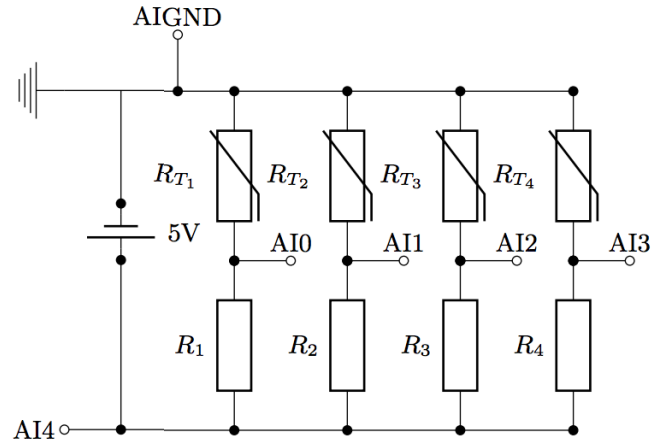 AIGND
R_{T_1} R_{T_2} R_{T_3} R_{T_4}
5V AI0 AI1 AI2 AI3
R_1 R_2 R_3 R_4
AI4